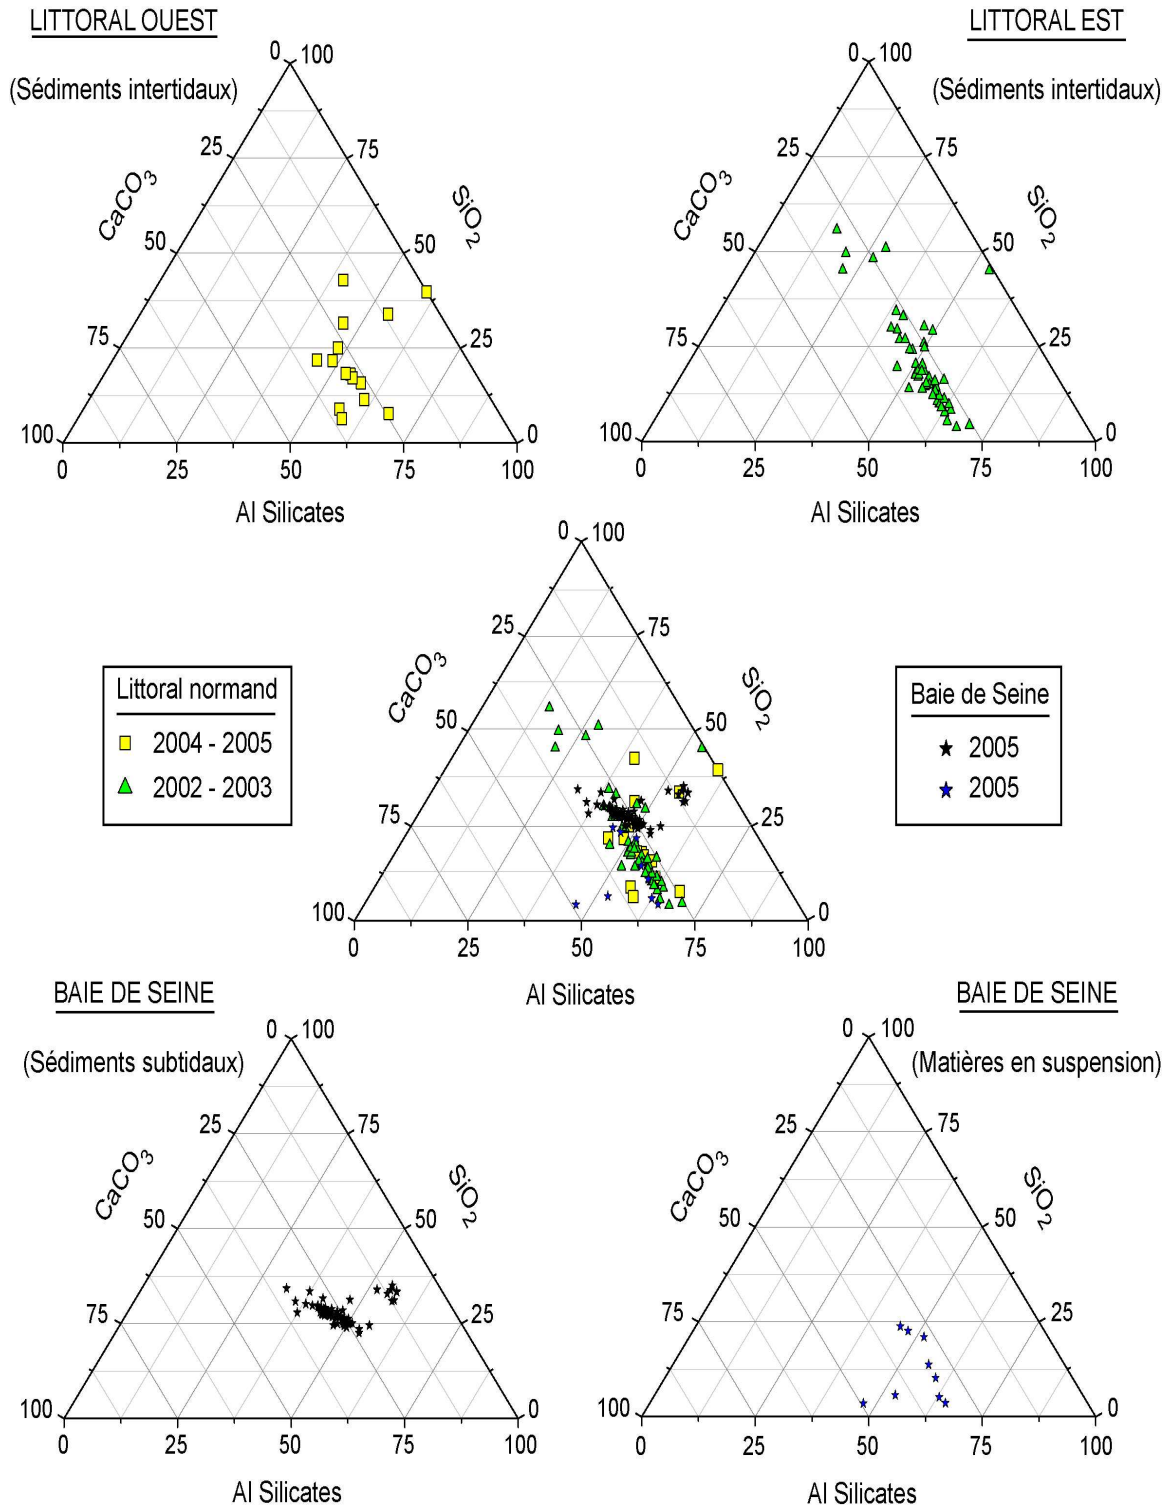 LITTORAL OUEST
(Sédiments intertidaux)
0 100
25 75
CaCO3 SiO2
50 50
75 25
100 0
0 25 50 75 100
Al Silicates
LITTORAL EST
(Sédiments intertidaux)
0 100
25 75
CaCO3 SiO2
50 50
75 25
100 0
0 25 50 75 100
Al Silicates
Littoral normand
2004 - 2005
2002 - 2003
0 100
25 75
CaCO3 SiO2
50 50
75 25
100 0
0 25 50 75 100
Al Silicates
Baie de Seine
2005
2005
BAIE DE SEINE
(Sédiments subtidaux)
0 100
25 75
CaCO3 SiO2
50 50
75 25
100 0
0 25 50 75 100
Al Silicates
BAIE DE SEINE
(Matières en suspension)
0 100
25 75
CaCO3 SiO2
50 50
75 25
100 0
0 25 50 75 100
Al Silicates